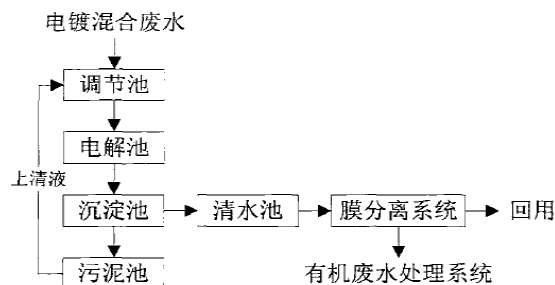 电镀混合废水
调节池
电解池
上清液
沉淀池
清水池
膜分离系统
回用
污泥池
有机废水处理系统